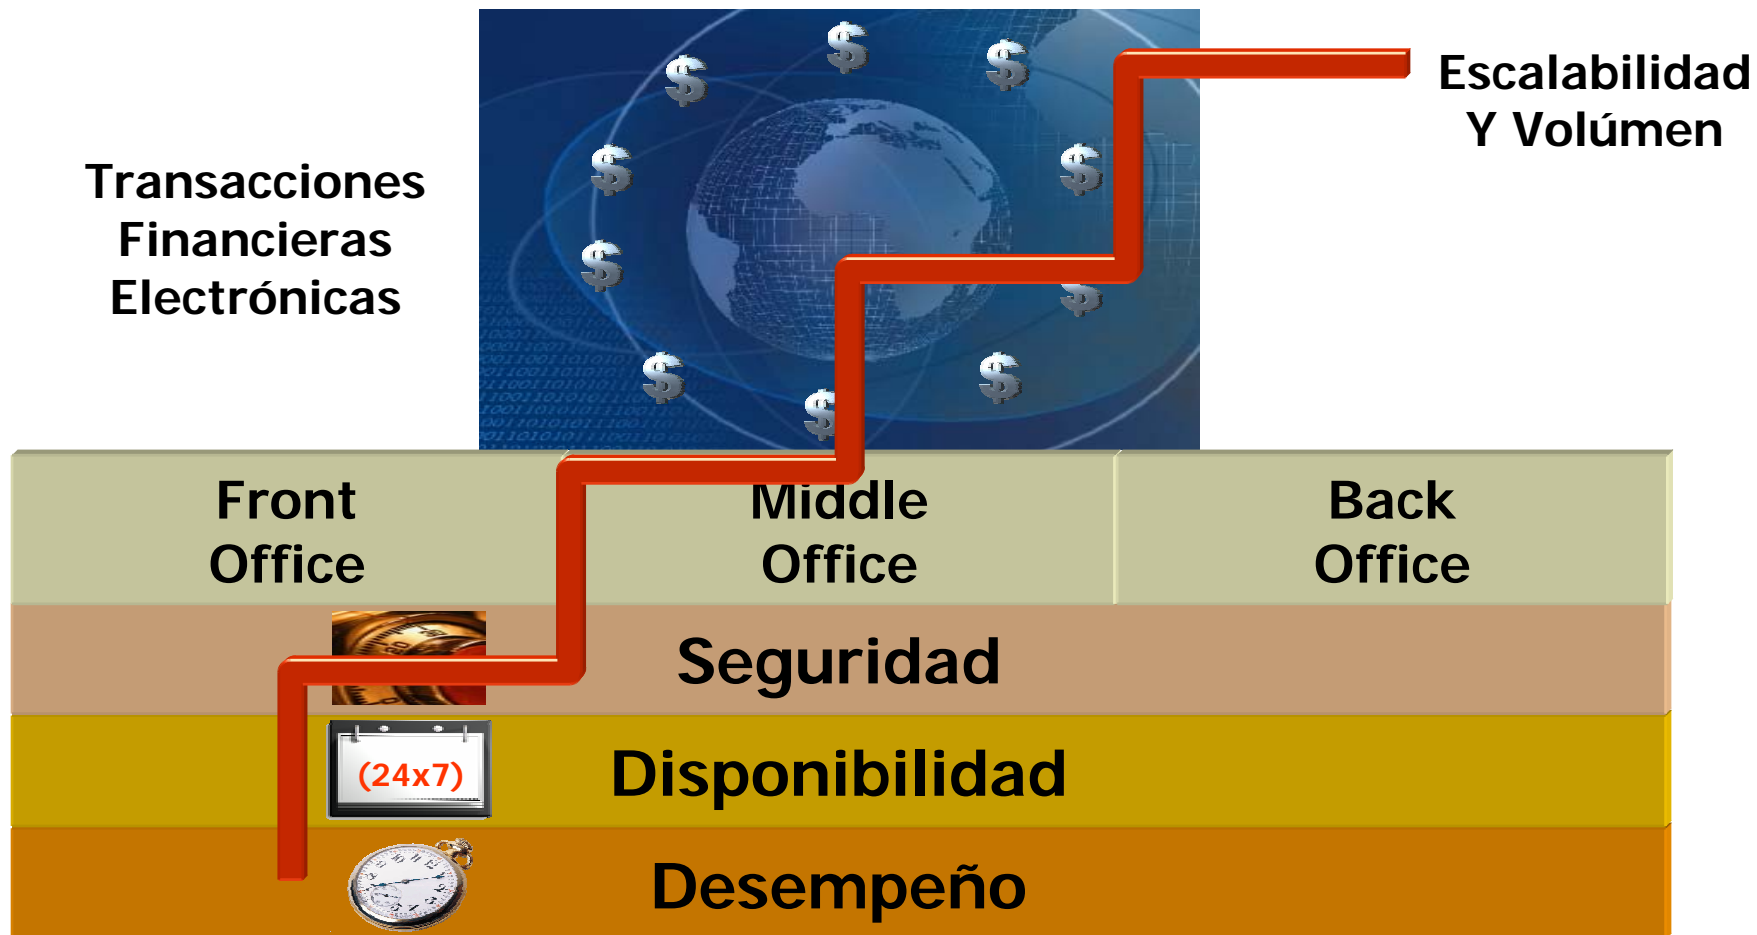 Escalabilidad
Y Volúmen
Transacciones
Financieras
Electrónicas
Front
Office
Middle
Office
Back
Office
Seguridad
(24x7)
Disponibilidad
Desempeño